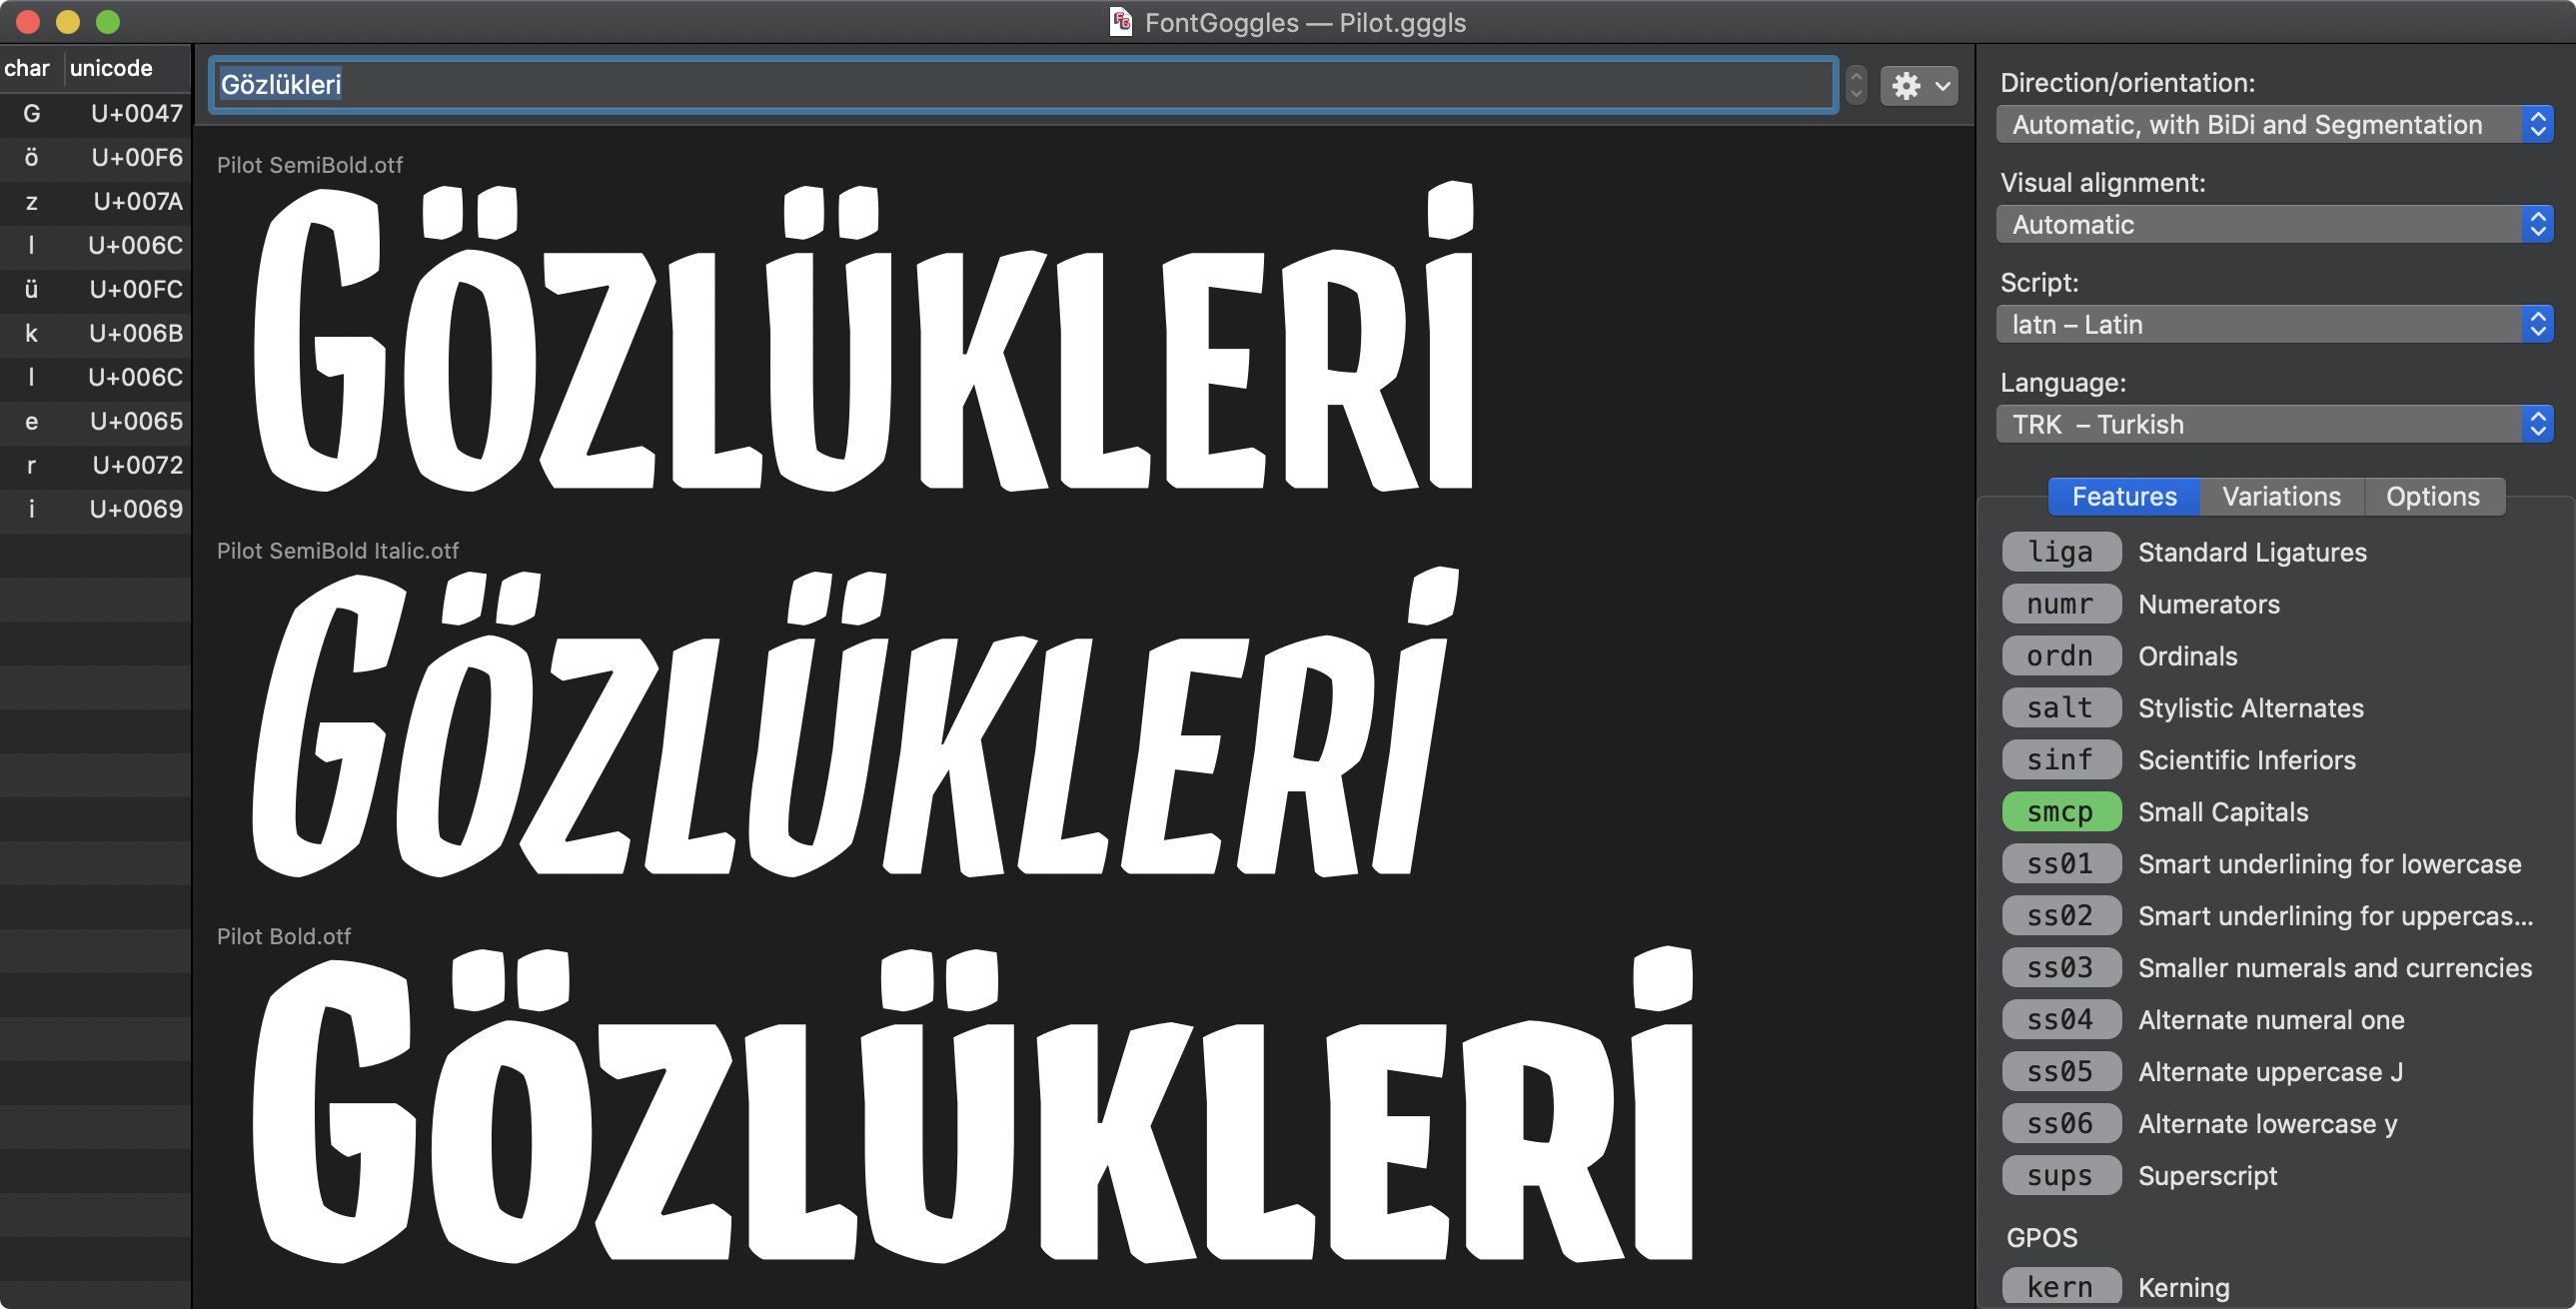 FontGoggles — Pilot.gggls
char unicode
G U+0047
ö U+00F6
z U+007A
l U+006C
ü U+00FC
k U+006B
l U+006C
e U+0065
r U+0072
i U+0069
Gözlükleri
Pilot SemiBold.otf
GÖZLÜKLERİ
Pilot SemiBold Italic.otf
GÖZLÜKLERİ
Pilot Bold.otf
GÖZLÜKLERİ
Direction/orientation:
Automatic, with BiDi and Segmentation
Visual alignment:
Automatic
Script:
latn – Latin
Language:
TRK – Turkish
Features Variations Options
liga Standard Ligatures
numr Numerators
ordn Ordinals
salt Stylistic Alternates
sinf Scientific Inferiors
smcp Small Capitals
ss01 Smart underlining for lowercase
ss02 Smart underlining for uppercas...
ss03 Smaller numerals and currencies
ss04 Alternate numeral one
ss05 Alternate uppercase J
ss06 Alternate lowercase y
sups Superscript
GPOS
kern Kerning